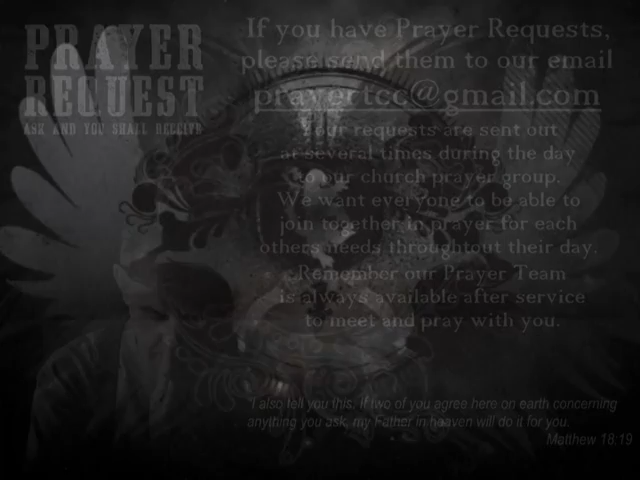 PRAYER
REQUEST
ASK AND YOU SHALL RECEIVE
If you have Prayer Requests,
please send them to our email
prayertcc@gmail.com
Your requests are sent out
at several times during the day
our church prayer group.
We want everyone to be able to
join together in prayer for each
others needs throughtout their day.
Remember our Prayer Team
is always available after service
to meet and pray with you.
I also tell you this: If two of you agree here on earth concerning
anything you ask, my Father in heaven will do it for you.
Matthew 18:19